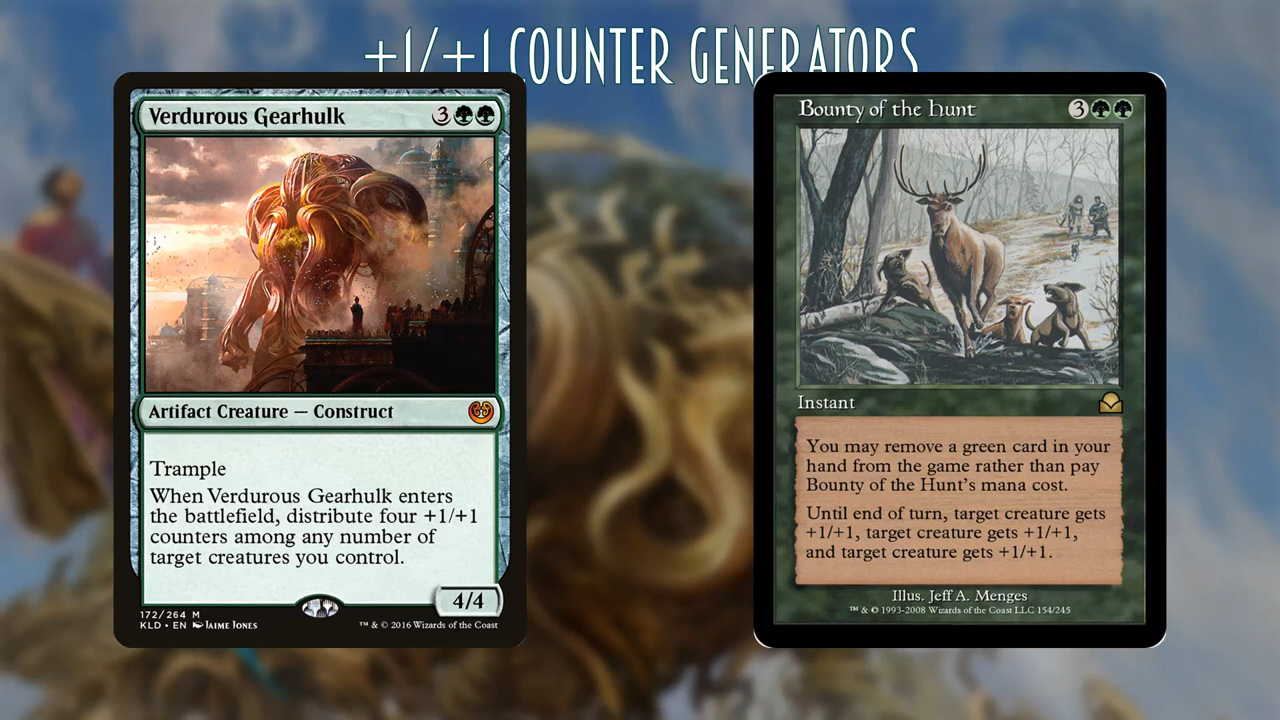 +1/+1 COUNTER GENERATORS
Verdurous Gearhulk 3
Artifact Creature — Construct
Trample
When Verdurous Gearhulk enters
the battlefield, distribute four +1/+1
counters among any number of
target creatures you control.
4/4
172/264 M
KLD • EN JAIME JONES
™ & © 2016 Wizards of the Coast
Bounty of the Hunt 3
Instant
You may remove a green card in your
hand from the game rather than pay
Bounty of the Hunt's mana cost.
Until end of turn, target creature gets
+1/+1, target creature gets +1/+1,
and target creature gets +1/+1.
Illus. Jeff A. Menges
™ & © 1993-2008 Wizards of the Coast LLC 154/245